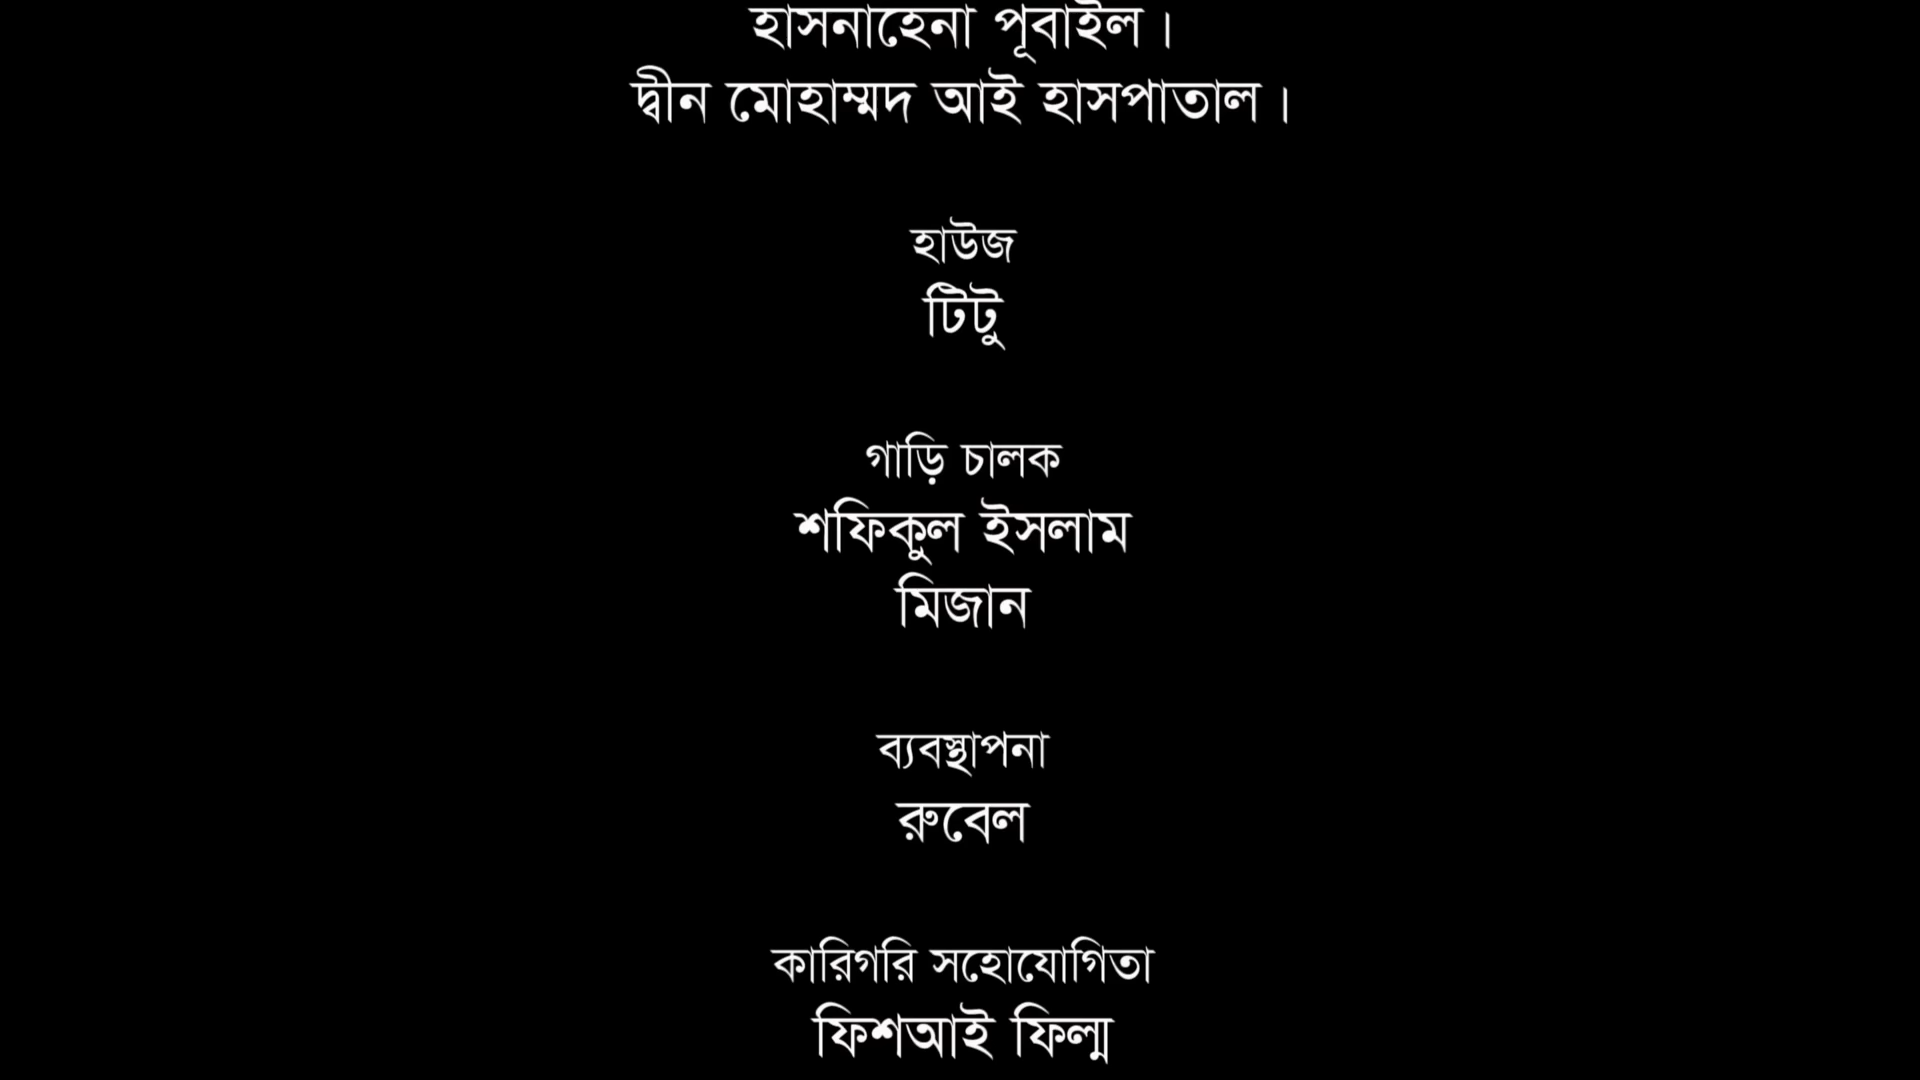 হাসনাহেনা পূবাইল।
দ্বীন মোহাম্মদ আই হাসপাতাল।
হাউজ
টিটু
গাড়ি চালক
শফিকুল ইসলাম
মিজান
ব্যবস্থাপনা
রুবেল
কারিগরি সহোযোগিতা
ফিশআই ফিল্ম